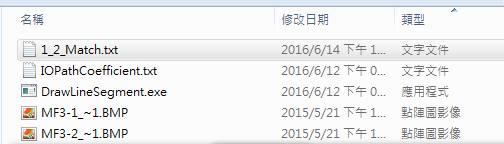 名稱 修改日期 類型
1_2_Match.txt 2016/6/14 下午 1... 文字文件
IOPathCoefficient.txt 2016/6/12 下午 0... 文字文件
DrawLineSegment.exe 2016/6/12 下午 0... 應用程式
MF3-1_~1.BMP 2015/5/21 下午 1... 點陣圖影像
MF3-2_~1.BMP 2015/5/21 下午 1... 點陣圖影像